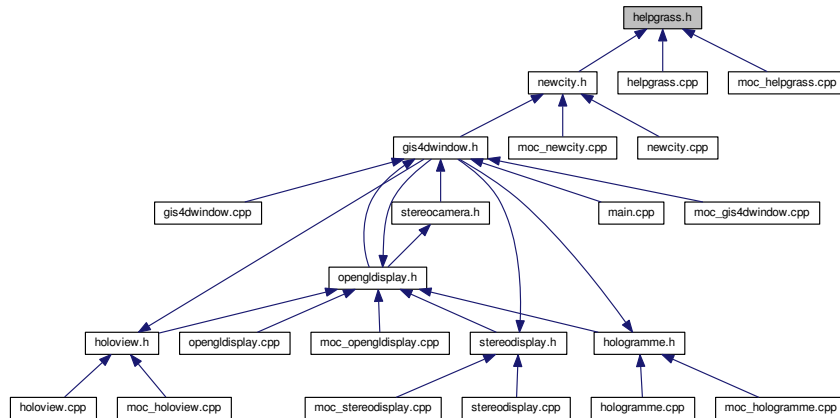 helpgrass.h
newcity.h
helpgrass.cpp
moc_helpgrass.cpp
gis4dwindow.h
moc_newcity.cpp
newcity.cpp
gis4dwindow.cpp
stereocamera.h
main.cpp
moc_gis4dwindow.cpp
opengldisplay.h
holoview.h
opengldisplay.cpp
moc_opengldisplay.cpp
stereodisplay.h
hologramme.h
holoview.cpp
moc_holoview.cpp
moc_stereodisplay.cpp
stereodisplay.cpp
hologramme.cpp
moc_hologramme.cpp